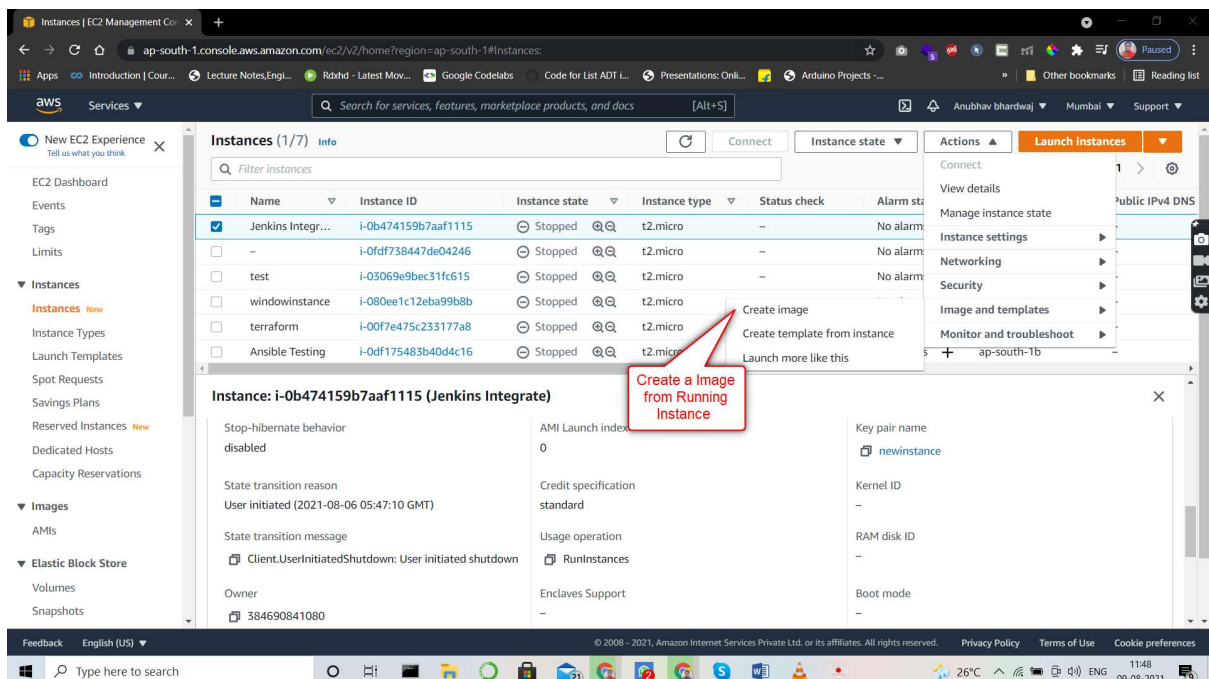 Instances | EC2 Management Con
ap-south-1.console.aws.amazon.com/ec2/v2/home?region=ap-south-1#Instances:
Paused
Apps
Introduction | Cour...
Lecture Notes,Engi...
Rdxhd - Latest Mov...
Google Codelabs
Code for List ADT i...
Presentations: Onli...
Arduino Projects -...
»
Other bookmarks
Reading list
aws
Services
Search for services, features, marketplace products, and docs
[Alt+S]
Anubhav bhardwaj
Mumbai
Support
New EC2 Experience
Tell us what you think
EC2 Dashboard
Events
Tags
Limits
Instances
Instances New
Instance Types
Launch Templates
Spot Requests
Savings Plans
Reserved Instances New
Dedicated Hosts
Capacity Reservations
Images
AMIs
Elastic Block Store
Volumes
Snapshots
Instances (1/7) Info
Connect
Instance state
Actions
Launch instances
Filter instances
1
Name
Instance ID
Instance state
Instance type
Status check
Alarm sta
Public IPv4 DNS
Jenkins Integr... i-0b474159b7aaf1115 Stopped t2.micro – No alarm –
– i-0fdf738447de04246 Stopped t2.micro – No alarm
test i-03069e9bec31fc615 Stopped t2.micro – No alarm
windowinstance i-080ee1c12eba99b8b Stopped t2.micro
terraform i-00f7e475c233177a8 Stopped t2.micro
Ansible Testing i-0df175483b40d4c16 Stopped t2.micro s + ap-south-1b –
Connect
View details
Manage instance state
Instance settings
Networking
Security
Image and templates
Monitor and troubleshoot
Create image
Create template from instance
Launch more like this
Create a Image
from Running
Instance
Instance: i-0b474159b7aaf1115 (Jenkins Integrate)
Stop-hibernate behavior
disabled
AMI Launch index
0
Key pair name
newinstance
State transition reason
User initiated (2021-08-06 05:47:10 GMT)
Credit specification
standard
Kernel ID
–
State transition message
Client.UserInitiatedShutdown: User initiated shutdown
Usage operation
RunInstances
RAM disk ID
–
Owner
384690841080
Enclaves Support
–
Boot mode
–
Feedback
English (US)
© 2008 - 2021, Amazon Internet Services Private Ltd. or its affiliates. All rights reserved.
Privacy Policy
Terms of Use
Cookie preferences
Type here to search
26°C
ENG
11:48
09-08-2021